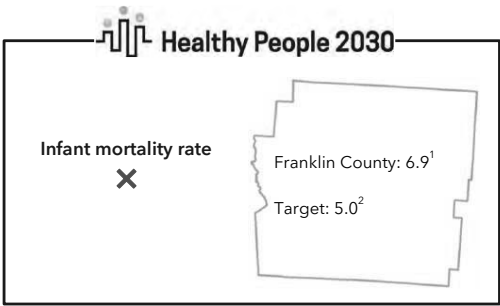 Healthy People 2030
Infant mortality rate
Franklin County: 6.9¹
Target: 5.0²